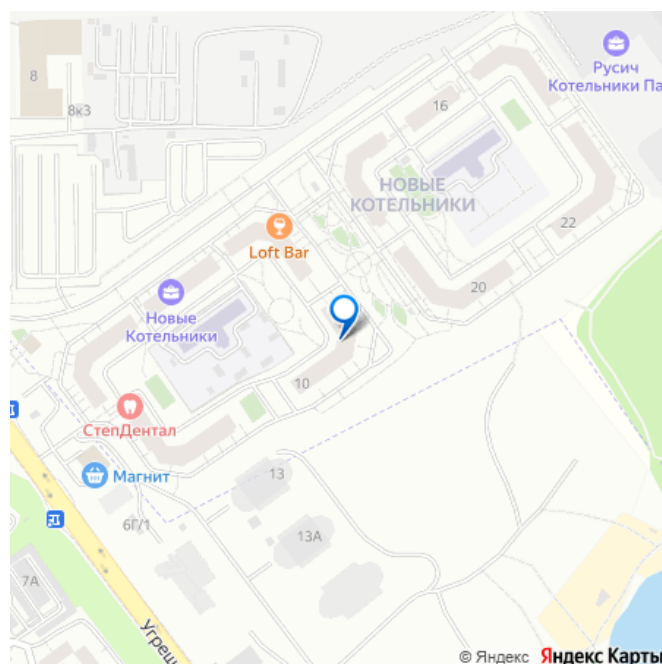 Русич
Котельники Па
8
8к3
16
НОВЫЕ
КОТЕЛЬНИКИ
22
Loft Bar
20
Новые
Котельники
10
СтепДентал
Магнит
13
6Г/1
13А
7А
Угреш
© Яндекс Яндекс Карты